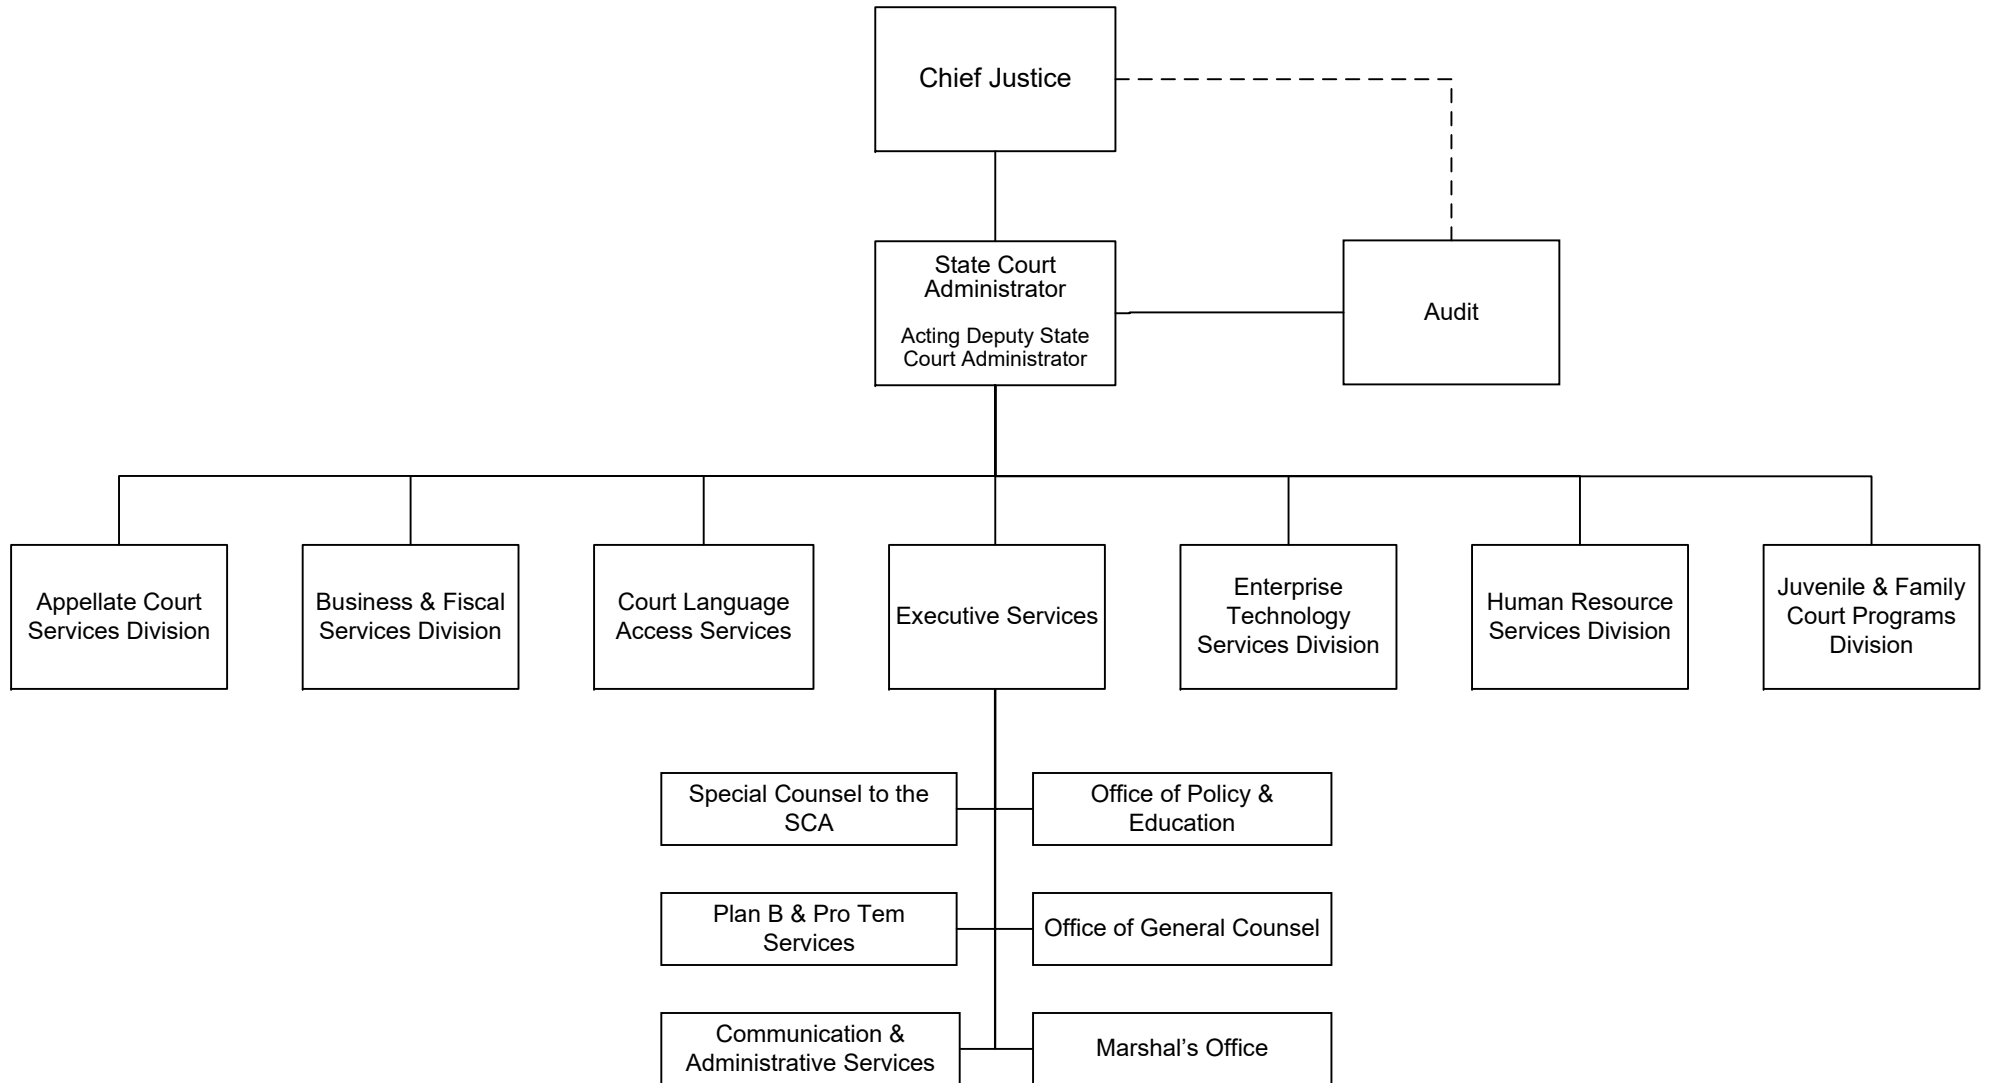 Chief Justice
State Court
Administrator
Acting Deputy State
Court Administrator
Audit
Appellate Court
Services Division
Business & Fiscal
Services Division
Court Language
Access Services
Executive Services
Enterprise
Technology
Services Division
Human Resource
Services Division
Juvenile & Family
Court Programs
Division
Special Counsel to the
SCA
Office of Policy &
Education
Plan B & Pro Tem
Services
Office of General Counsel
Communication &
Administrative Services
Marshal’s Office